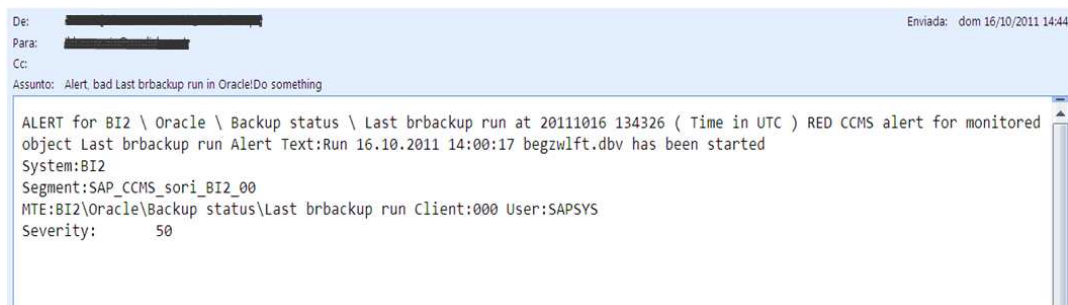 De:
Enviada: dom 16/10/2011 14:44
Para:
Cc:
Assunto: Alert, bad Last brbackup run in Oracle!Do something
ALERT for BI2 \ Oracle \ Backup status \ Last brbackup run at 20111016 134326 ( Time in UTC ) RED CCMS alert for monitored
object Last brbackup run Alert Text:Run 16.10.2011 14:00:17 begzwlft.dbv has been started
System:BI2
Segment:SAP_CCMS_sori_BI2_00
MTE:BI2\Oracle\Backup status\Last brbackup run Client:000 User:SAPSYS
Severity: 50